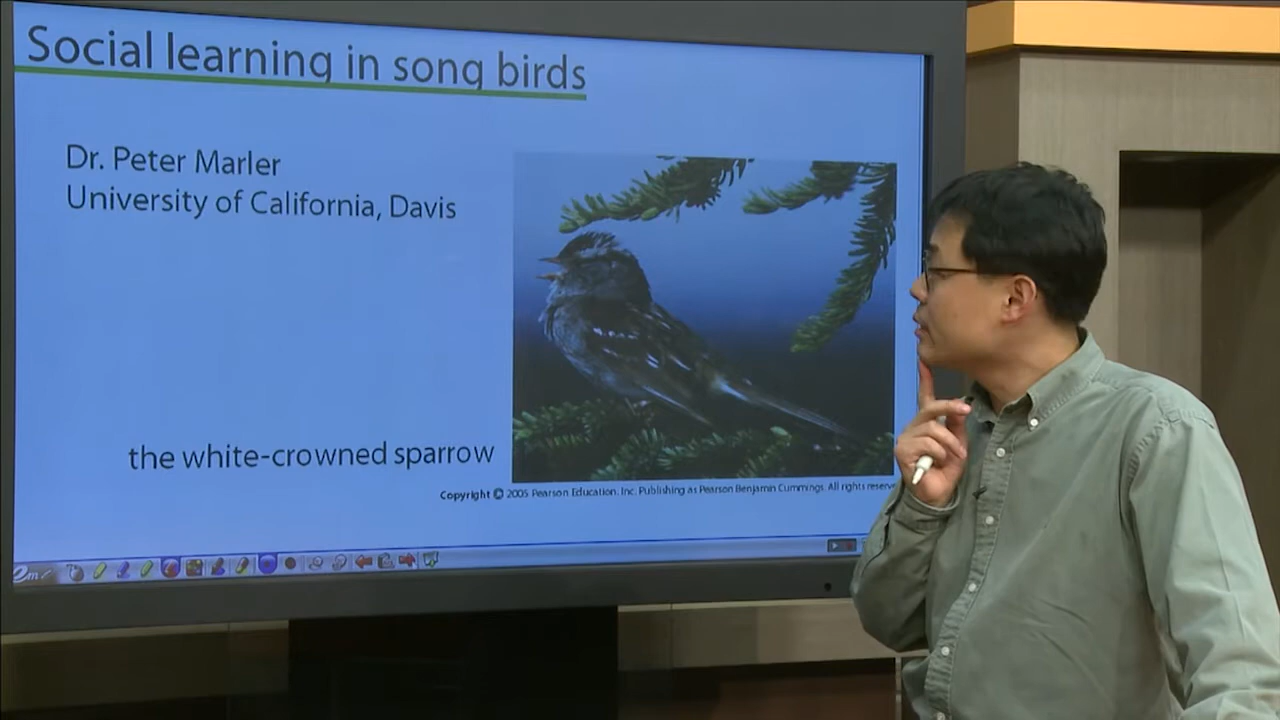 Social learning in song birds
Dr. Peter Marler
University of California, Davis
the white-crowned sparrow
Copyright © 2005 Pearson Education, Inc. Publishing as Pearson Benjamin Cummings. All rights reserve